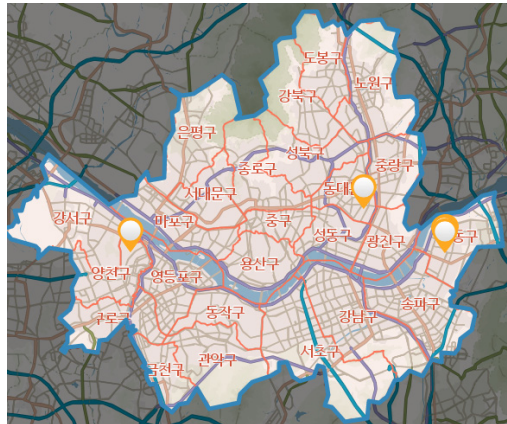 도봉구
노원구
강북구
은평구
성북구
종로구
중랑구
서대문구
동대
강서구
마포구
중구
성동구
광진구
동구
용산구
양천구
영등포구
송파구
동작구
강남구
구로구
서초구
관악구
금천구